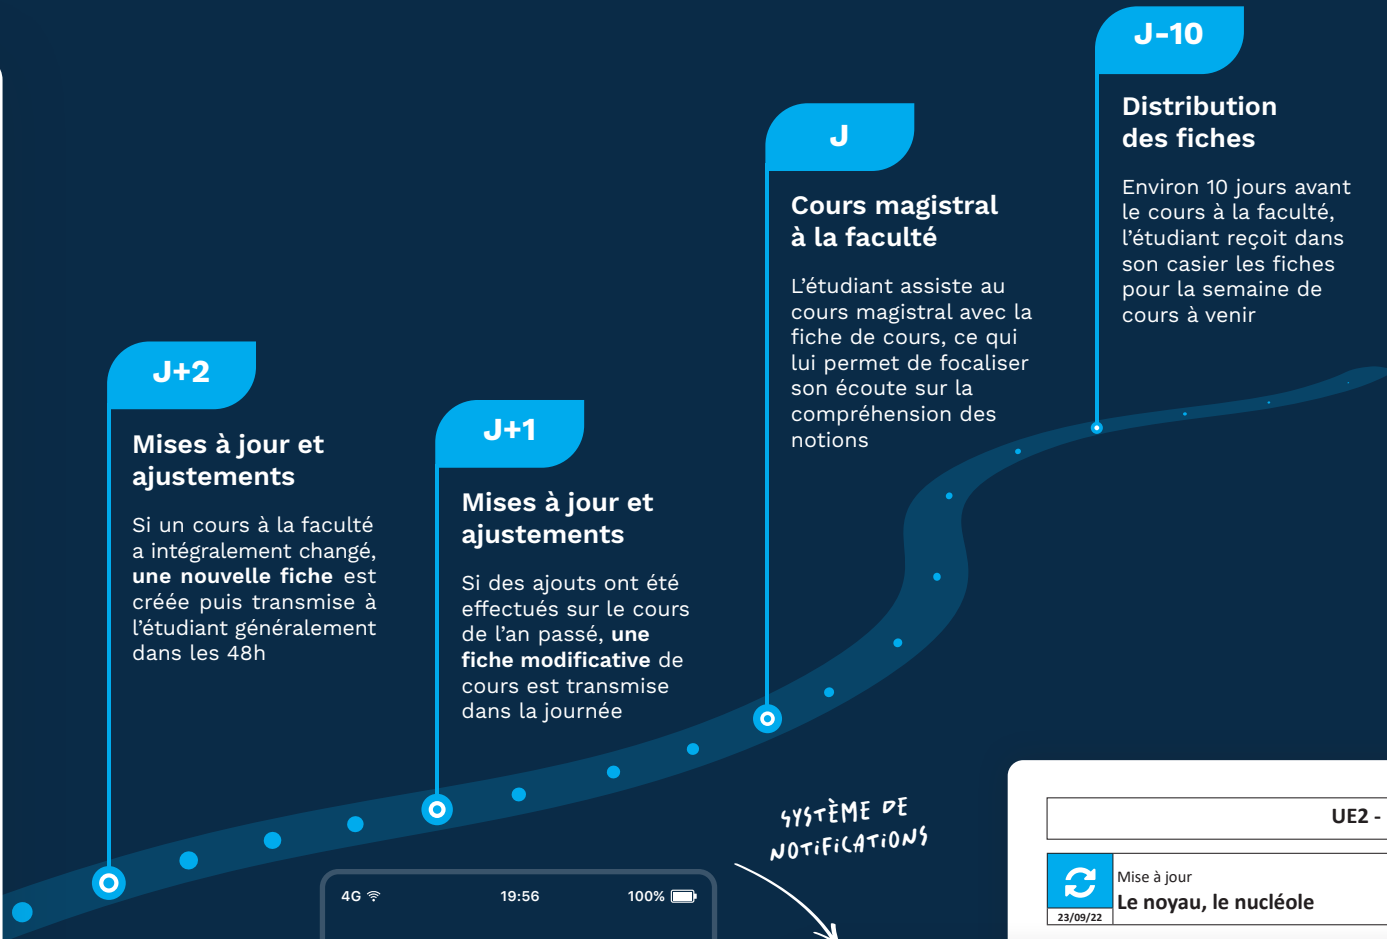 J-10
Distribution
des fiches
Environ 10 jours avant
le cours à la faculté,
l'étudiant reçoit dans
son casier les fiches
pour la semaine de
cours à venir
J
Cours magistral
à la faculté
L'étudiant assiste au
cours magistral avec la
fiche de cours, ce qui
lui permet de focaliser
son écoute sur la
compréhension des
notions
J+1
Mises à jour et
ajustements
Si des ajouts ont été
effectués sur le cours
de l'an passé, une
fiche modificative de
cours est transmise
dans la journée
J+2
Mises à jour et
ajustements
Si un cours à la faculté
a intégralement changé,
une nouvelle fiche est
créée puis transmise à
l'étudiant généralement
dans les 48h
SYSTÈME DE
NOTIFICATIONS
4G 19:56 100%
UE2 -
Mise à jour
Le noyau, le nucléole
23/09/22